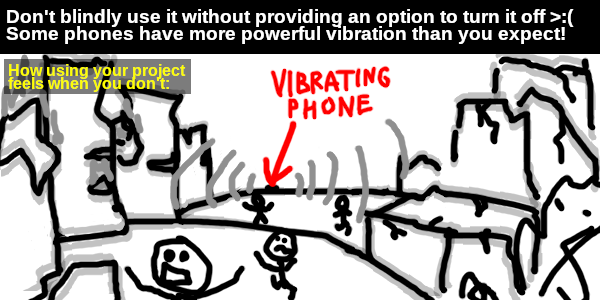 Don't blindly use it without providing an option to turn it off >:(
Some phones have more powerful vibration than you expect!
How using your project
feels when you don't:
VIBRATING
PHONE